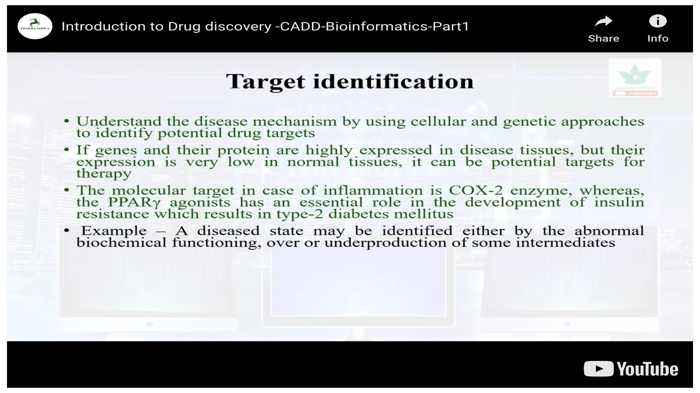 Introduction to Drug discovery -CADD-Bioinformatics-Part1
Share
Info
Target identification
• Understand the disease mechanism by using cellular and genetic approaches
to identify potential drug targets
• If genes and their protein are highly expressed in disease tissues, but their
expression is very low in normal tissues, it can be potential targets for
therapy
• The molecular target in case of inflammation is COX-2 enzyme, whereas,
the PPARγ agonists has an essential role in the development of insulin
resistance which results in type-2 diabetes mellitus
• Example – A diseased state may be identified either by the abnormal
biochemical functioning, over or underproduction of some intermediates
YouTube